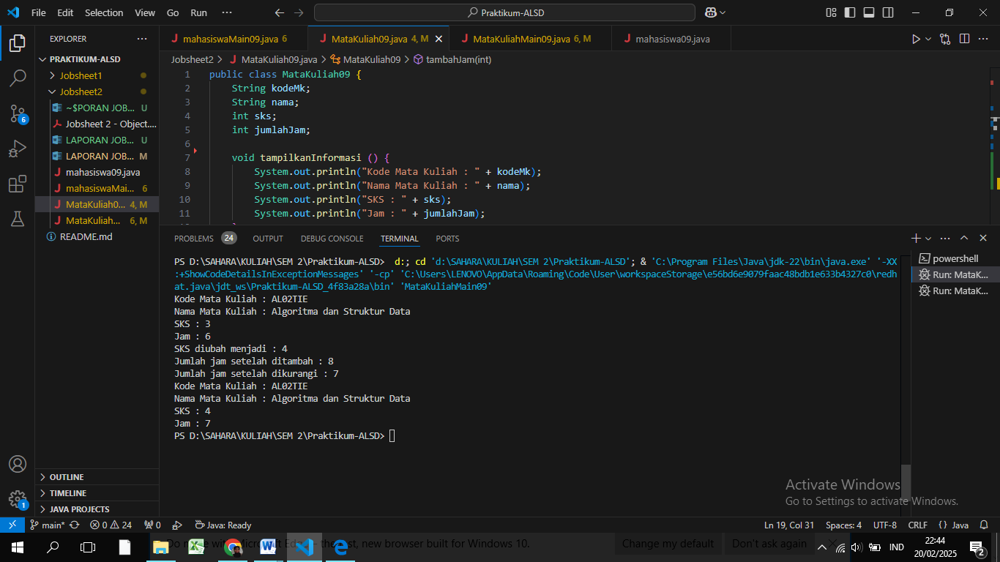 File Edit Selection View Go Run ··· Praktikum-ALSD
EXPLORER ···
PRAKTIKUM-ALSD
Jobsheet1
Jobsheet2
~$PORAN JOB... U
Jobsheet 2 - Object....
LAPORAN JOB... U
LAPORAN JOB... M
mahasiswa09.java
mahasiswaMai... 6
MataKuliah0... 4, M
MataKuliah... 6, M
README.md
OUTLINE
TIMELINE
JAVA PROJECTS
6
1
mahasiswaMain09.java 6 MataKuliah09.java 4, M MataKuliahMain09.java 6, M mahasiswa09.java
Jobsheet2 > MataKuliah09.java > MataKuliah09 > tambahJam(int)
1 public class MataKuliah09 {
2 String kodeMk;
3 String nama;
4 int sks;
5 int jumlahJam;
6
7 void tampilkanInformasi () {
8 System.out.println("Kode Mata Kuliah : " + kodeMk);
9 System.out.println("Nama Mata Kuliah : " + nama);
10 System.out.println("SKS : " + sks);
11 System.out.println("Jam : " + jumlahJam);
PROBLEMS 24 OUTPUT DEBUG CONSOLE TERMINAL PORTS
PS D:\SAHARA\KULIAH\SEM 2\Praktikum-ALSD> d:; cd 'd:\SAHARA\KULIAH\SEM 2\Praktikum-ALSD'; & 'C:\Program Files\Java\jdk-22\bin\java.exe' '-XX
:+ShowCodeDetailsInExceptionMessages' '-cp' 'C:\Users\LENOVO\AppData\Roaming\Code\User\workspaceStorage\e56bd6e9079faac48bdb1e633b4327c0\redh
at.java\jdt_ws\Praktikum-ALSD_4f83a28a\bin' 'MataKuliahMain09'
Kode Mata Kuliah : AL02TIE
Nama Mata Kuliah : Algoritma dan Struktur Data
SKS : 3
Jam : 6
SKS diubah menjadi : 4
Jumlah jam setelah ditambah : 8
Jumlah jam setelah dikurangi : 7
Kode Mata Kuliah : AL02TIE
Nama Mata Kuliah : Algoritma dan Struktur Data
SKS : 4
Jam : 7
PS D:\SAHARA\KULIAH\SEM 2\Praktikum-ALSD>
powershell
Run: MataK...
Run: MataK...
Activate Windows
Go to Settings to activate Windows.
main* 0 24 0 Java: Ready Ln 19, Col 31 Spaces: 4 UTF-8 CRLF {} Java
new browser built for Windows 10. Change my default Don't ask again
IND
22:44
20/02/2025
2